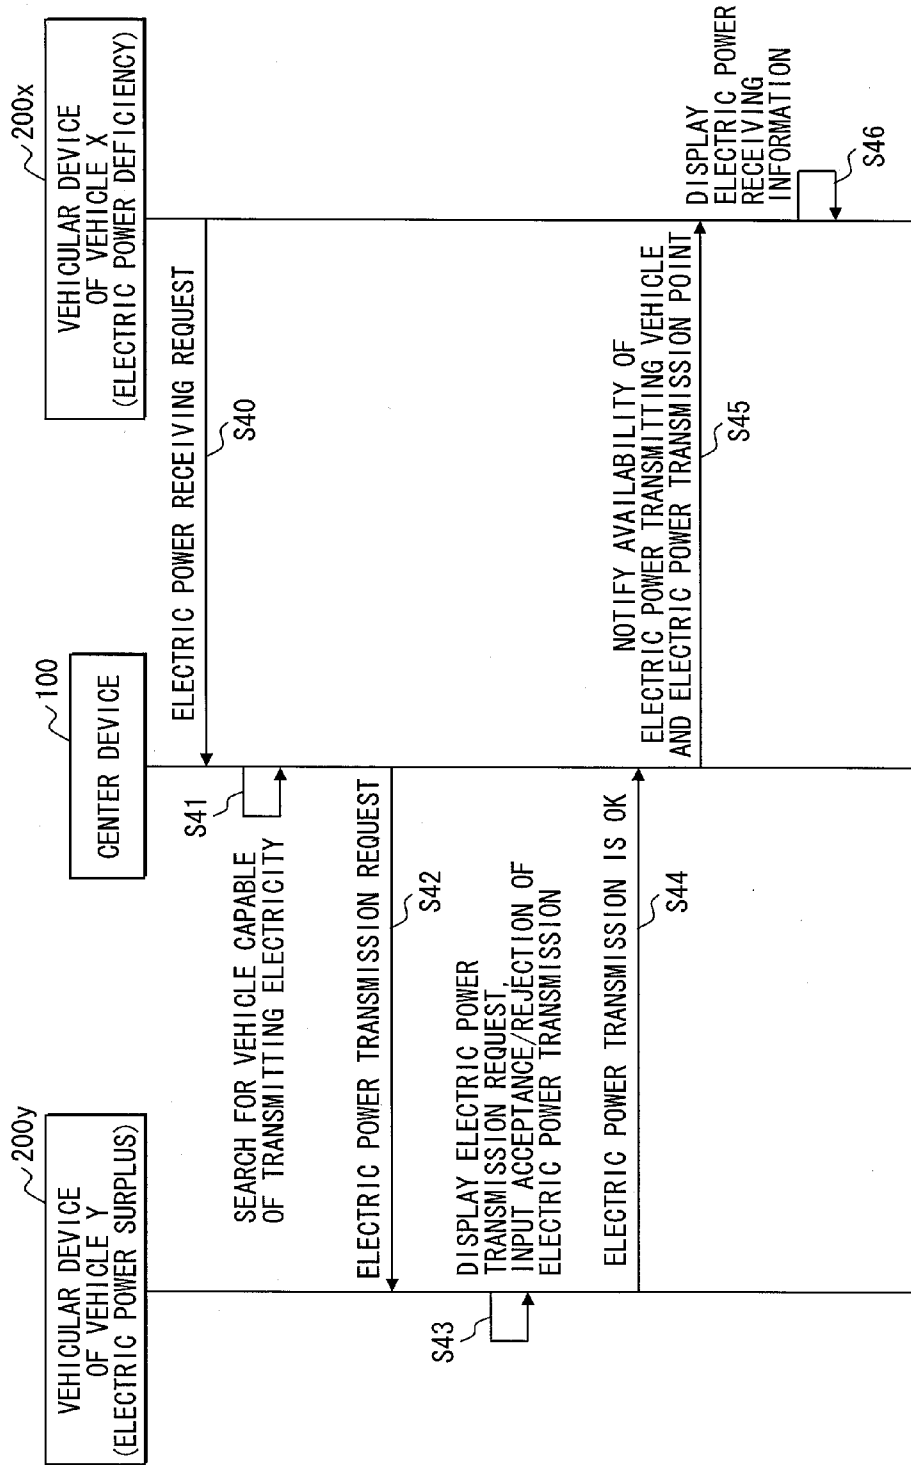 200y
VEHICULAR DEVICE
OF VEHICLE Y
(ELECTRIC POWER SURPLUS)
100
CENTER DEVICE
200x
VEHICULAR DEVICE
OF VEHICLE X
(ELECTRIC POWER DEFICIENCY)
ELECTRIC POWER RECEIVING REQUEST
S40
S41
SEARCH FOR VEHICLE CAPABLE
OF TRANSMITTING ELECTRICITY
ELECTRIC POWER TRANSMISSION REQUEST
S42
S43
DISPLAY ELECTRIC POWER
TRANSMISSION REQUEST,
INPUT ACCEPTANCE/REJECTION OF
ELECTRIC POWER TRANSMISSION
ELECTRIC POWER TRANSMISSION IS OK
S44
NOTIFY AVAILABILITY OF
ELECTRIC POWER TRANSMITTING VEHICLE
AND ELECTRIC POWER TRANSMISSION POINT
S45
DISPLAY
ELECTRIC POWER
RECEIVING
INFORMATION
S46